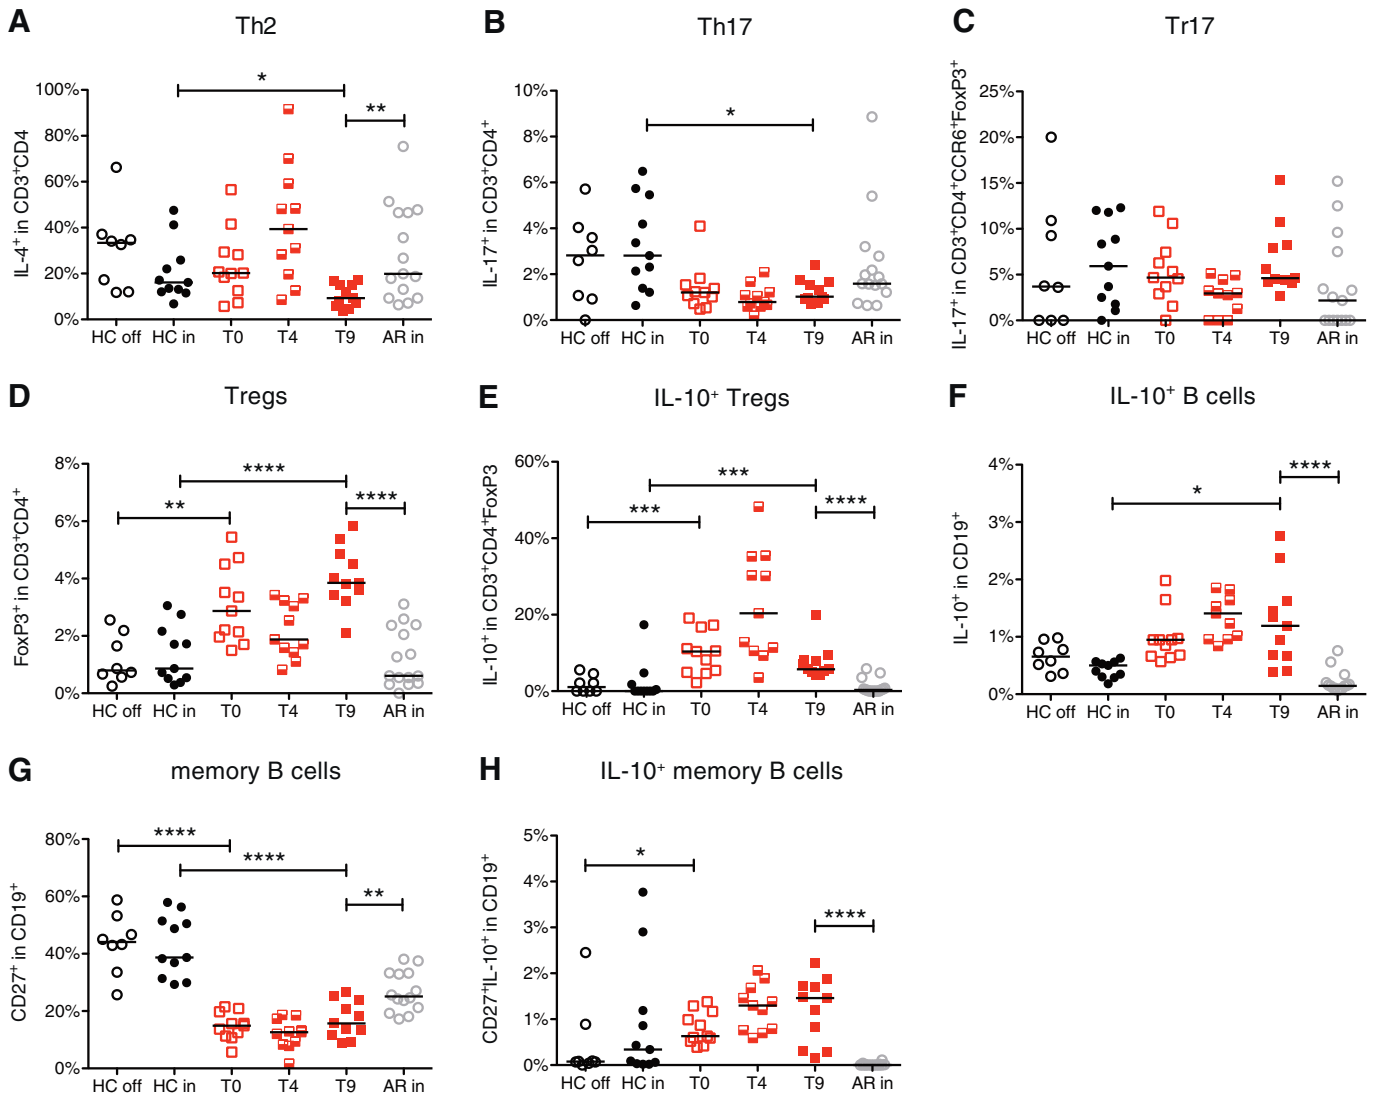 A
Th2
IL-4⁺ in CD3⁺CD4
100%
80%
60%
40%
20%
0%
*
**
HC off HC in T0 T4 T9 AR in
B
Th17
IL-17⁺ in CD3⁺CD4⁺
10%
8%
6%
4%
2%
0%
*
HC off HC in T0 T4 T9 AR in
C
Tr17
IL-17⁺ in CD3⁺CD4⁺CCR6⁺FoxP3⁺
25%
20%
15%
10%
5%
0%
HC off HC in T0 T4 T9 AR in
D
Tregs
FoxP3⁺ in CD3⁺CD4⁺
8%
6%
4%
2%
0%
****
**
****
HC off HC in T0 T4 T9 AR in
E
IL-10⁺ Tregs
IL-10⁺ in CD3⁺CD4⁺FoxP3
60%
40%
20%
0%
***
***
****
HC off HC in T0 T4 T9 AR in
F
IL-10⁺ B cells
IL-10⁺ in CD19⁺
4%
3%
2%
1%
0%
****
*
HC off HC in T0 T4 T9 AR in
G
memory B cells
CD27⁺ in CD19⁺
80%
60%
40%
20%
0%
****
****
**
HC off HC in T0 T4 T9 AR in
H
IL-10⁺ memory B cells
CD27⁺IL-10⁺ in CD19⁺
5%
4%
3%
2%
1%
0%
*
****
HC off HC in T0 T4 T9 AR in